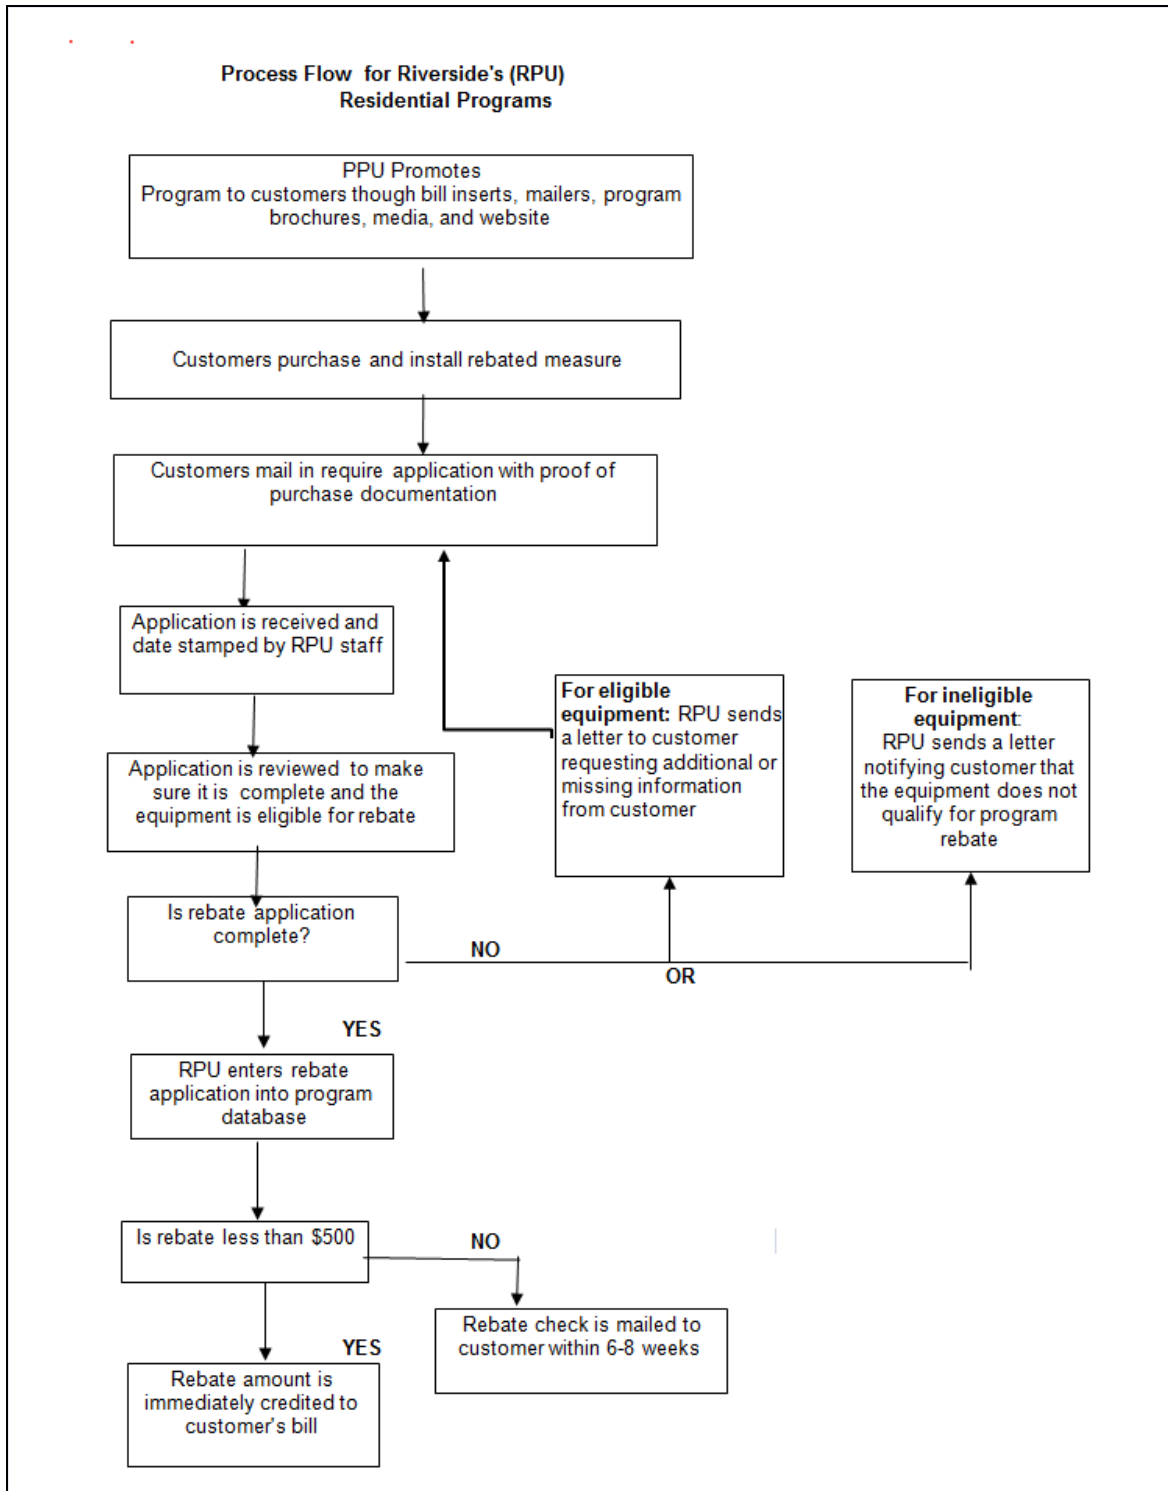 Process Flow for Riverside's (RPU)
Residential Programs
PPU Promotes
Program to customers though bill inserts, mailers, program
brochures, media, and website
Customers purchase and install rebated measure
Customers mail in require application with proof of
purchase documentation
Application is received and
date stamped by RPU staff
For eligible
equipment: RPU sends
a letter to customer
requesting additional or
missing information
from customer
For ineligible
equipment:
RPU sends a letter
notifying customer that
the equipment does not
qualify for program
rebate
Application is reviewed to make
sure it is complete and the
equipment is eligible for rebate
Is rebate application
complete?
NO
OR
YES
RPU enters rebate
application into program
database
Is rebate less than $500
NO
Rebate check is mailed to
customer within 6-8 weeks
YES
Rebate amount is
immediately credited to
customer's bill